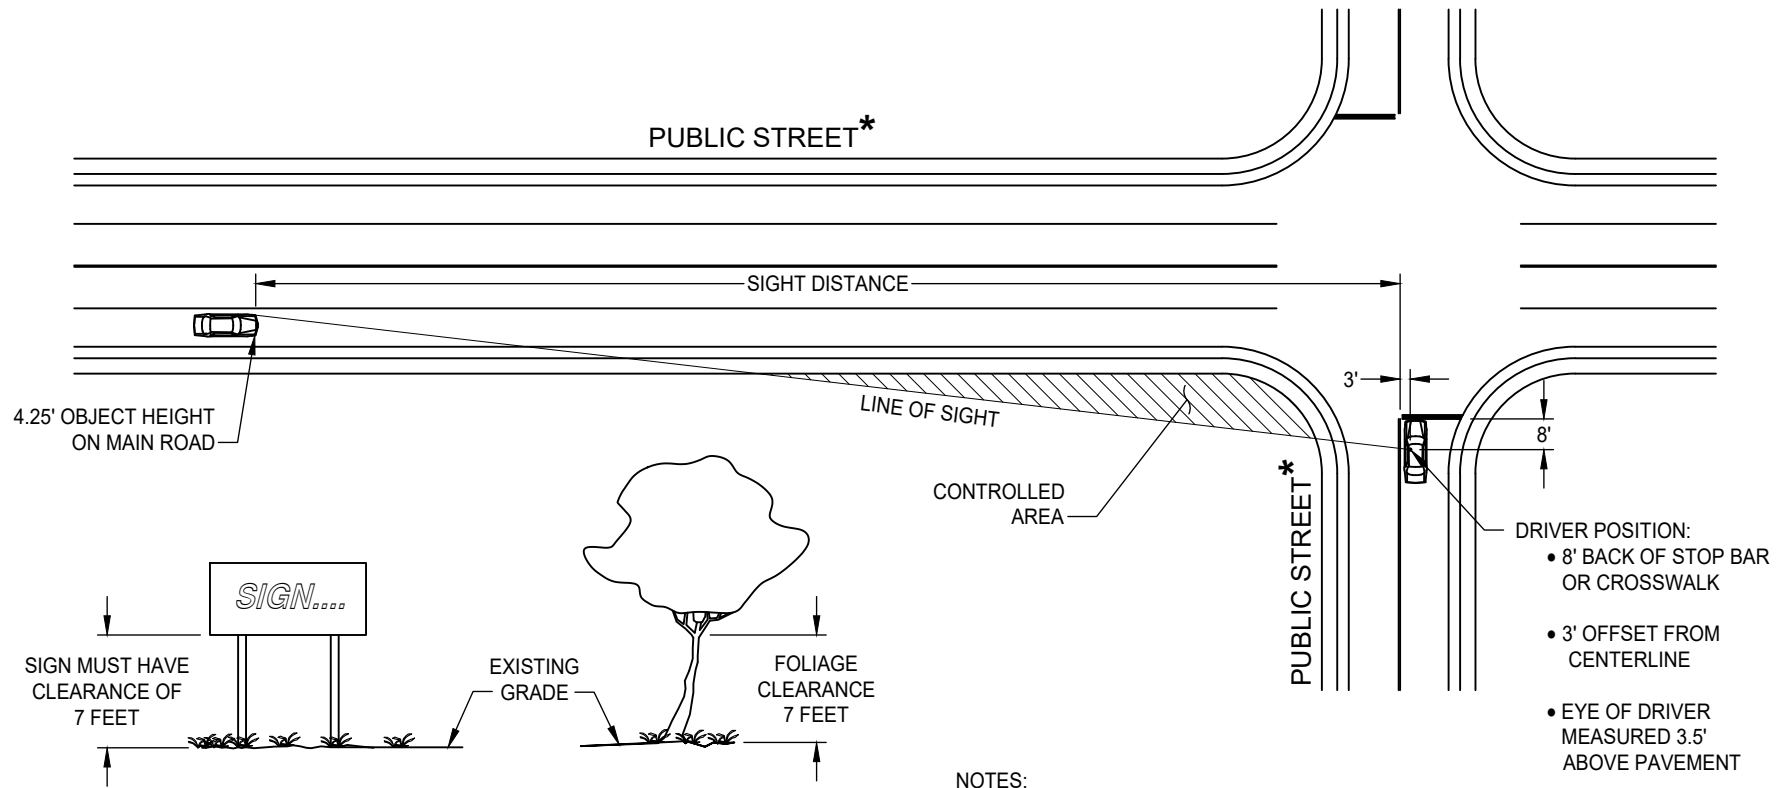 PUBLIC STREET*
SIGHT DISTANCE
4.25' OBJECT HEIGHT
ON MAIN ROAD
LINE OF SIGHT
3'
8'
CONTROLLED
AREA
PUBLIC STREET*
DRIVER POSITION:
• 8' BACK OF STOP BAR
OR CROSSWALK
• 3' OFFSET FROM
CENTERLINE
• EYE OF DRIVER
MEASURED 3.5'
ABOVE PAVEMENT
SIGN....
SIGN MUST HAVE
CLEARANCE OF
7 FEET
EXISTING
GRADE
FOLIAGE
CLEARANCE
7 FEET
NOTES: